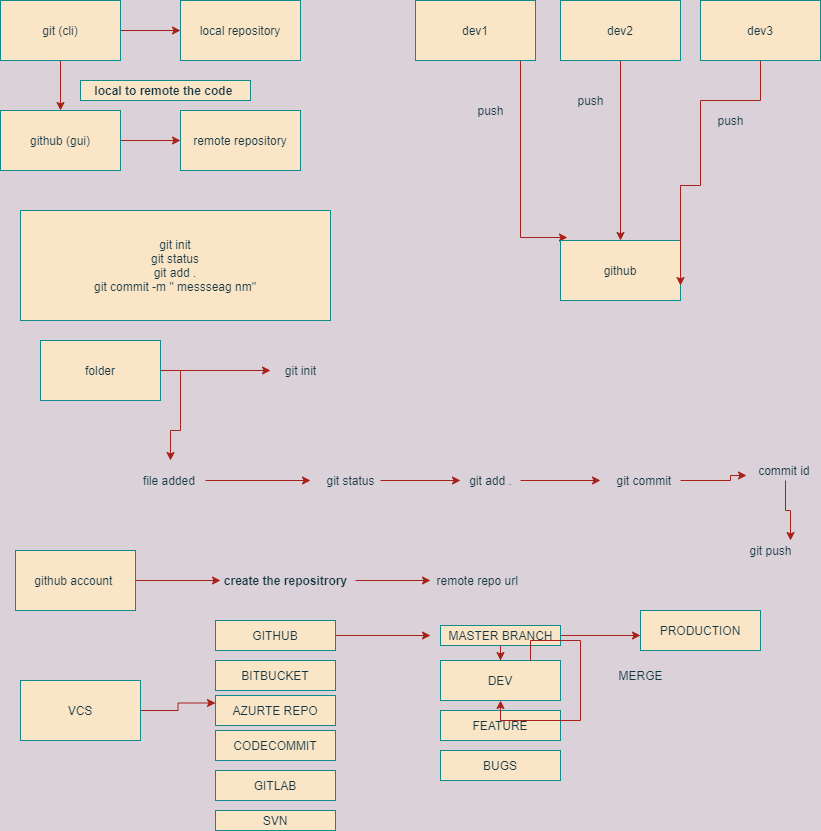 git (cli)
local repository
dev1
dev2
dev3
local to remote the code
push
push
push
github (gui)
remote repository
git init
git status
git add .
git commit -m " messseag nm"
github
folder
git init
file added
git status
git add .
git commit
commit id
git push
github account
create the repositrory
remote repo url
GITHUB
MASTER BRANCH
PRODUCTION
BITBUCKET
DEV
MERGE
VCS
AZURTE REPO
FEATURE
CODECOMMIT
BUGS
GITLAB
SVN